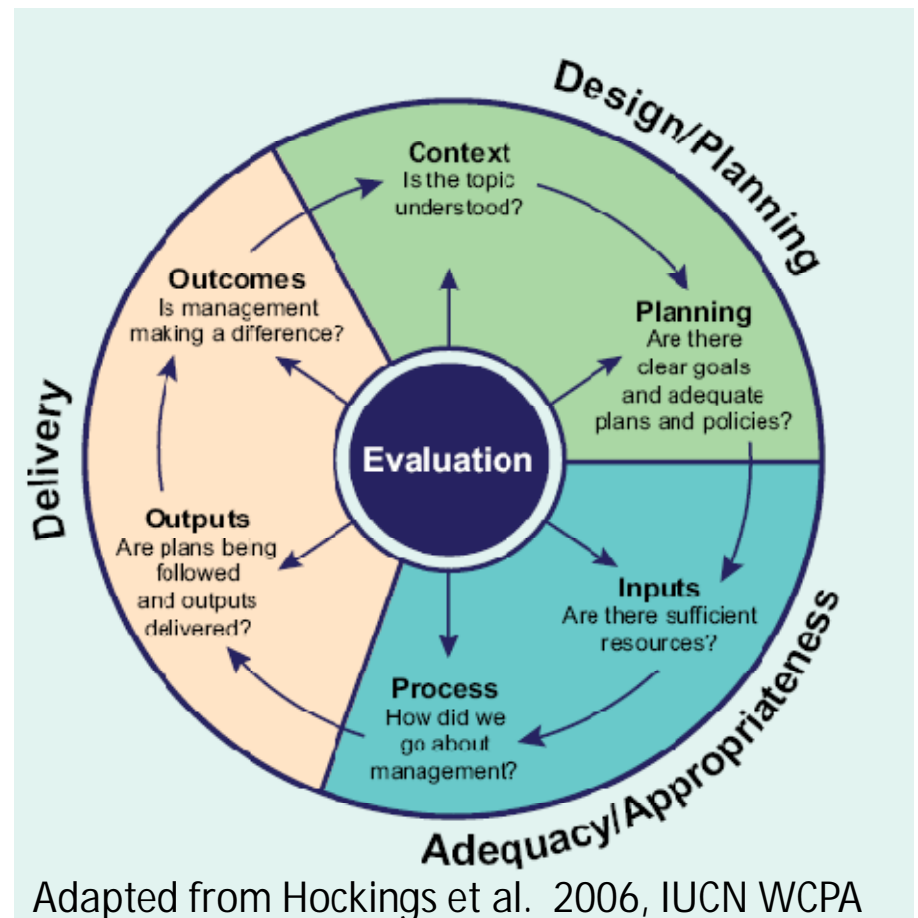 Design/Planning
Context
Is the topic
understood?
Planning
Are there
clear goals
and adequate
plans and policies?
Inputs
Are there sufficient
resources?
Adequacy/Appropriateness
Process
How did we
go about
management?
Outputs
Are plans being
followed
and outputs
delivered?
Delivery
Outcomes
Is management
making a difference?
Evaluation
Adapted from Hockings et al. 2006, IUCN WCPA